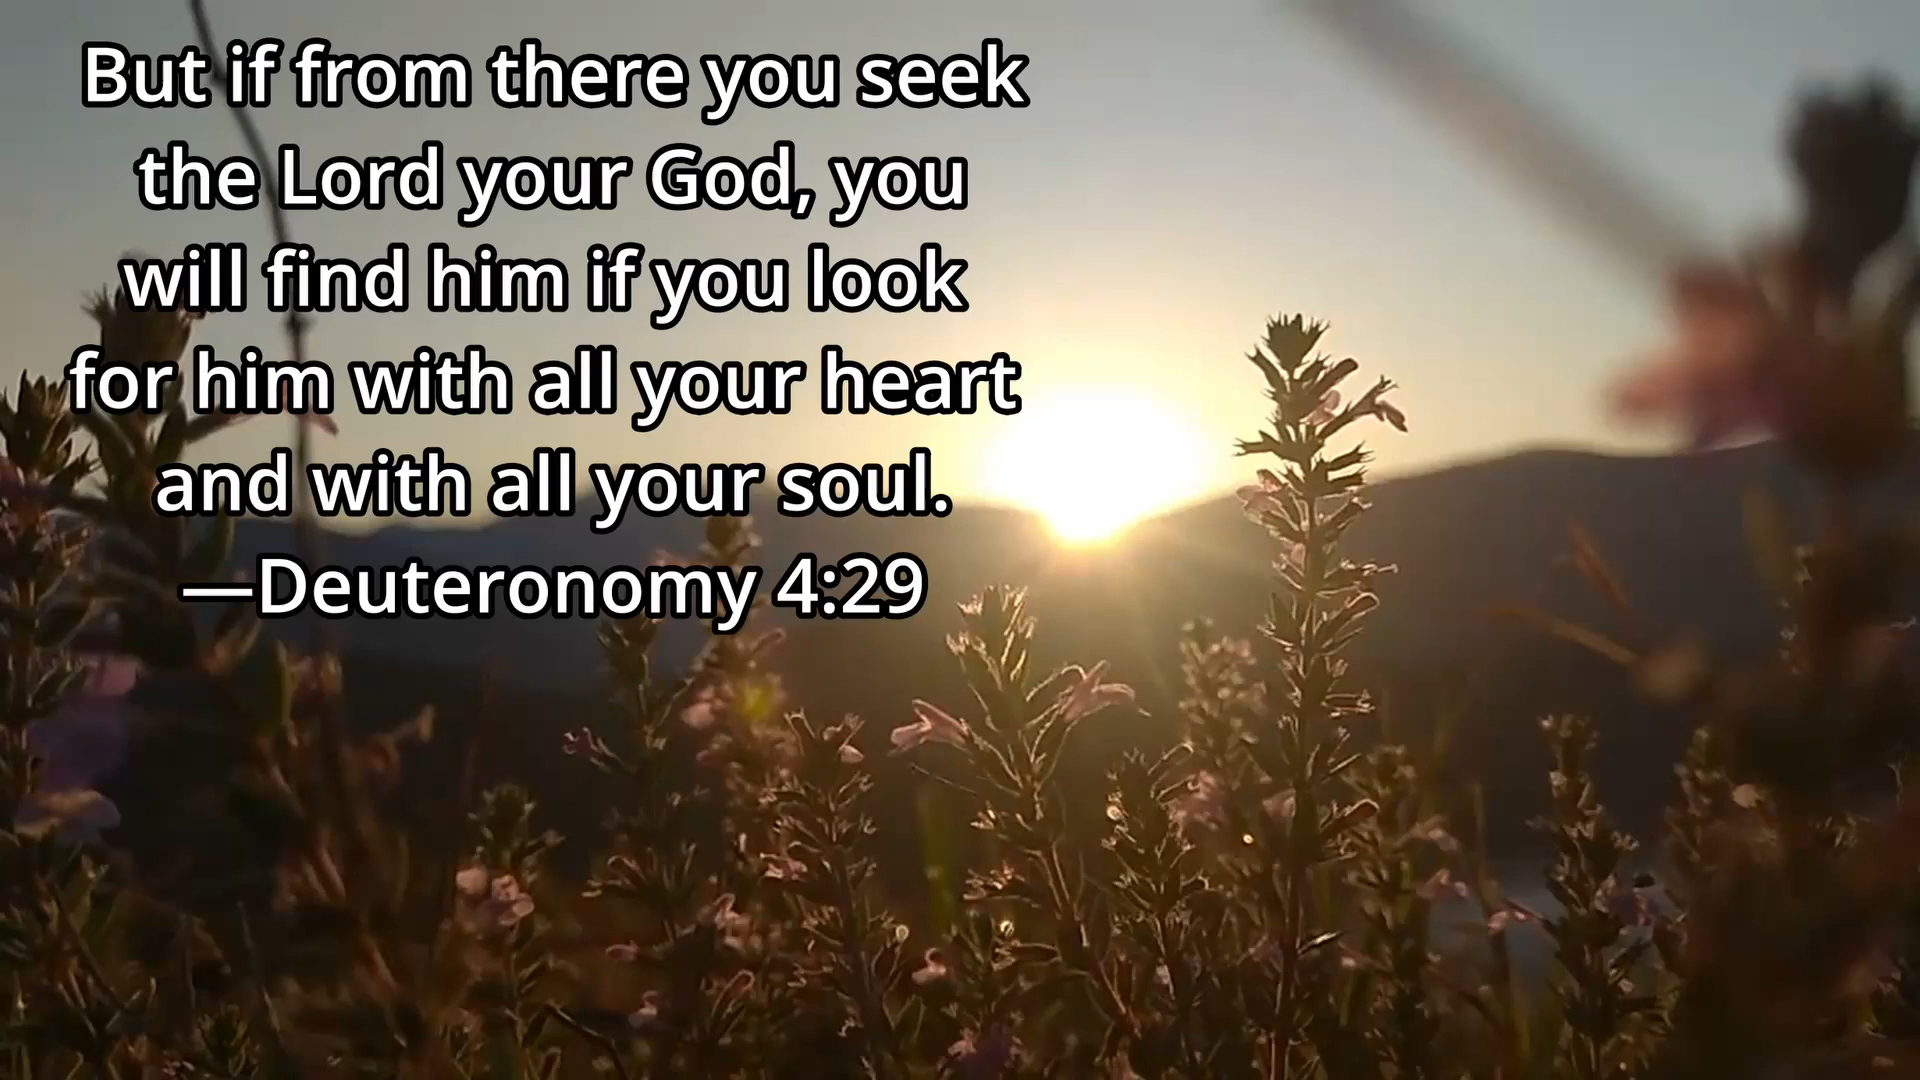 But if from there you seek
the Lord your God, you
will find him if you look
for him with all your heart
and with all your soul.
—Deuteronomy 4:29